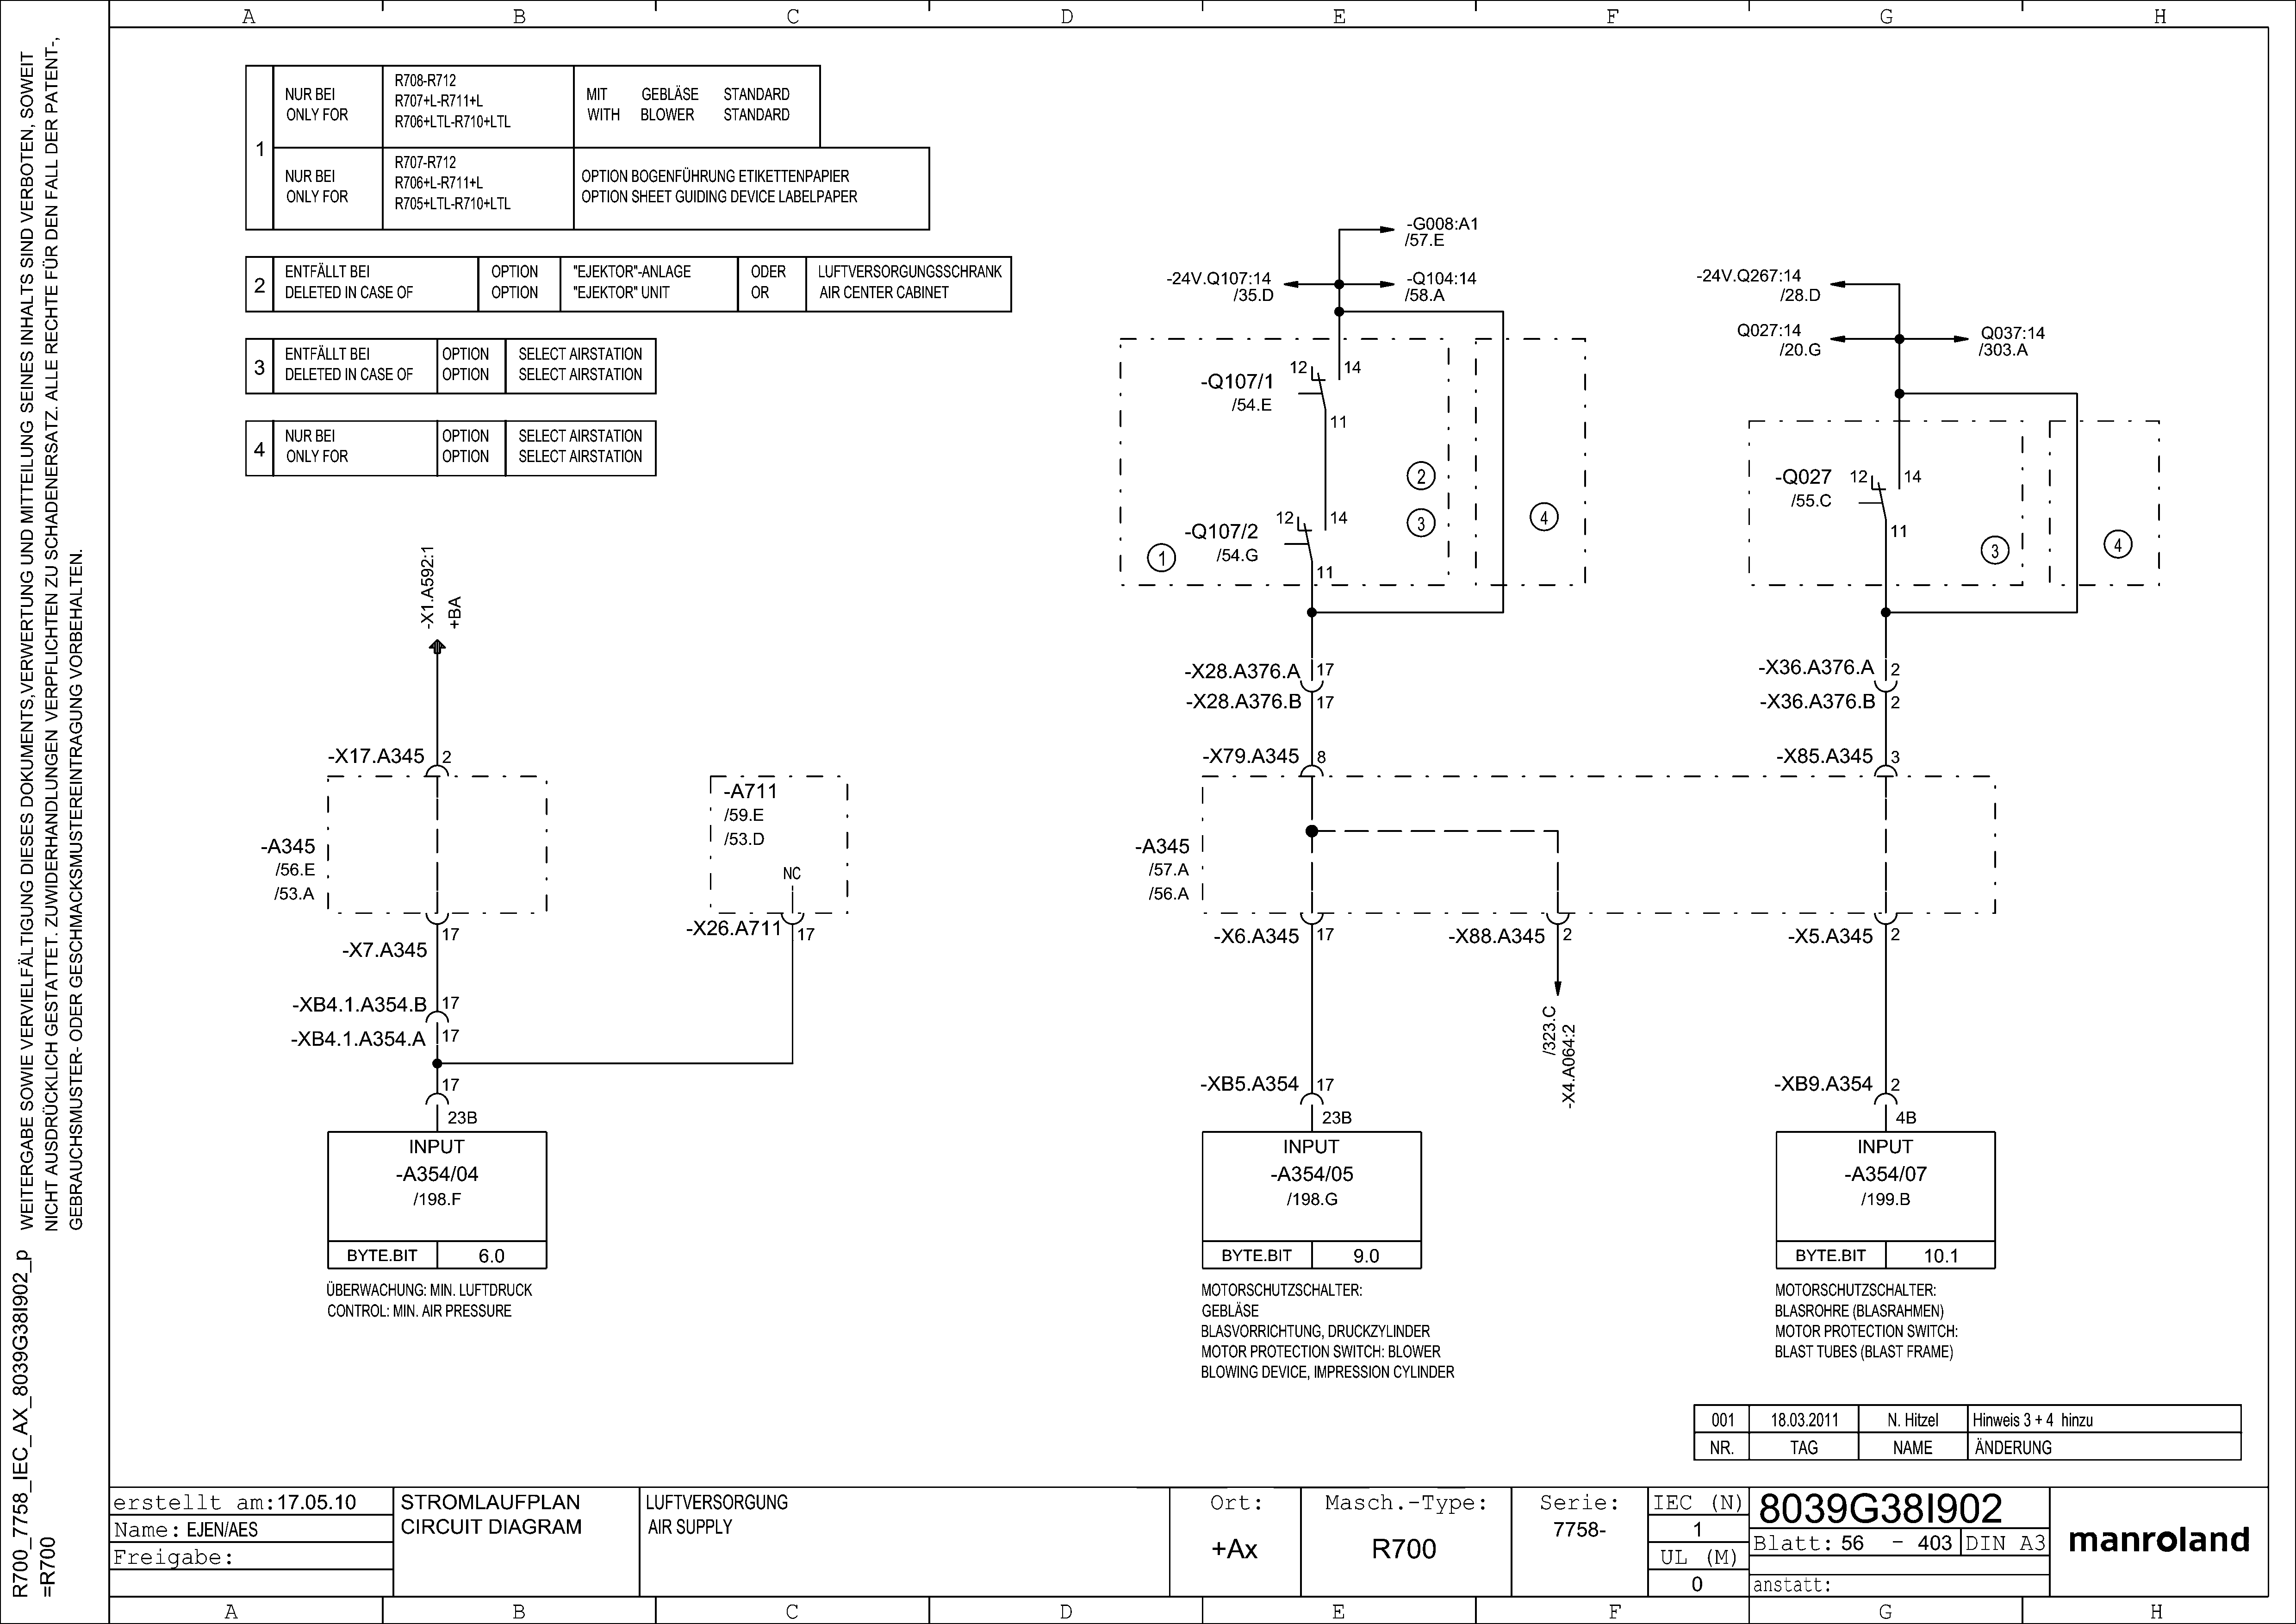 A B C D E F G H
WEITERGABE SOWIE VERVIELFÄLTIGUNG DIESES DOKUMENTS,VERWERTUNG UND MITTEILUNG SEINES INHALTS SIND VERBOTEN, SOWEIT
NICHT AUSDRÜCKLICH GESTATTET. ZUWIDERHANDLUNGEN VERPFLICHTEN ZU SCHADENERSATZ. ALLE RECHTE FÜR DEN FALL DER PATENT-,
GEBRAUCHSMUSTER- ODER GESCHMACKSMUSTEREINTRAGUNG VORBEHALTEN.
R700_7758_IEC_AX_8039G38I902_p
=R700
1
NUR BEI
ONLY FOR
R708-R712
R707+L-R711+L
R706+LTL-R710+LTL
MIT GEBLÄSE STANDARD
WITH BLOWER STANDARD
NUR BEI
ONLY FOR
R707-R712
R706+L-R711+L
R705+LTL-R710+LTL
OPTION BOGENFÜHRUNG ETIKETTENPAPIER
OPTION SHEET GUIDING DEVICE LABELPAPER
2
ENTFÄLLT BEI OPTION "EJEKTOR"-ANLAGE ODER LUFTVERSORGUNGSSCHRANK
DELETED IN CASE OF OPTION "EJEKTOR" UNIT OR AIR CENTER CABINET
3
ENTFÄLLT BEI OPTION SELECT AIRSTATION
DELETED IN CASE OF OPTION SELECT AIRSTATION
4
NUR BEI OPTION SELECT AIRSTATION
ONLY FOR OPTION SELECT AIRSTATION
-X1.A592:1
+BA
-X17.A345 2
-A345
/56.E
/53.A
17
-X7.A345
-XB4.1.A354.B 17
-XB4.1.A354.A 17
17
23B
INPUT
-A354/04
/198.F
BYTE.BIT 6.0
ÜBERWACHUNG: MIN. LUFTDRUCK
CONTROL: MIN. AIR PRESSURE
-A711
/59.E
/53.D
NC
-X26.A711 17
-G008:A1
/57.E
-24V.Q107:14
/35.D
-Q104:14
/58.A
-Q107/1
/54.E
12 14
11
2
3
4
-Q107/2
/54.G
12 14
11
1
-X28.A376.A 17
-X28.A376.B 17
-X79.A345 8
-A345
/57.A
/56.A
-X6.A345 17
-X88.A345 2
/323.C
-X4.A064:2
-XB5.A354 17
23B
INPUT
-A354/05
/198.G
BYTE.BIT 9.0
MOTORSCHUTZSCHALTER:
GEBLÄSE
BLASVORRICHTUNG, DRUCKZYLINDER
MOTOR PROTECTION SWITCH: BLOWER
BLOWING DEVICE, IMPRESSION CYLINDER
-24V.Q267:14
/28.D
Q027:14
/20.G
Q037:14
/303.A
-Q027
/55.C
12 14
11
3
4
-X36.A376.A 2
-X36.A376.B 2
-X85.A345 3
-X5.A345 2
-XB9.A354 2
4B
INPUT
-A354/07
/199.B
BYTE.BIT 10.1
MOTORSCHUTZSCHALTER:
BLASROHRE (BLASRAHMEN)
MOTOR PROTECTION SWITCH:
BLAST TUBES (BLAST FRAME)
001 18.03.2011 N. Hitzel Hinweis 3 + 4 hinzu
NR. TAG NAME ÄNDERUNG
erstellt am:17.05.10
Name: EJEN/AES
Freigabe:
STROMLAUFPLAN
CIRCUIT DIAGRAM
LUFTVERSORGUNG
AIR SUPPLY
Ort:
+Ax
Masch.-Type:
R700
Serie:
7758-
IEC (N)
1
UL (M)
0
8039G38I902
Blatt: 56 - 403 DIN A3
anstatt:
manroland
A B C D E F G H